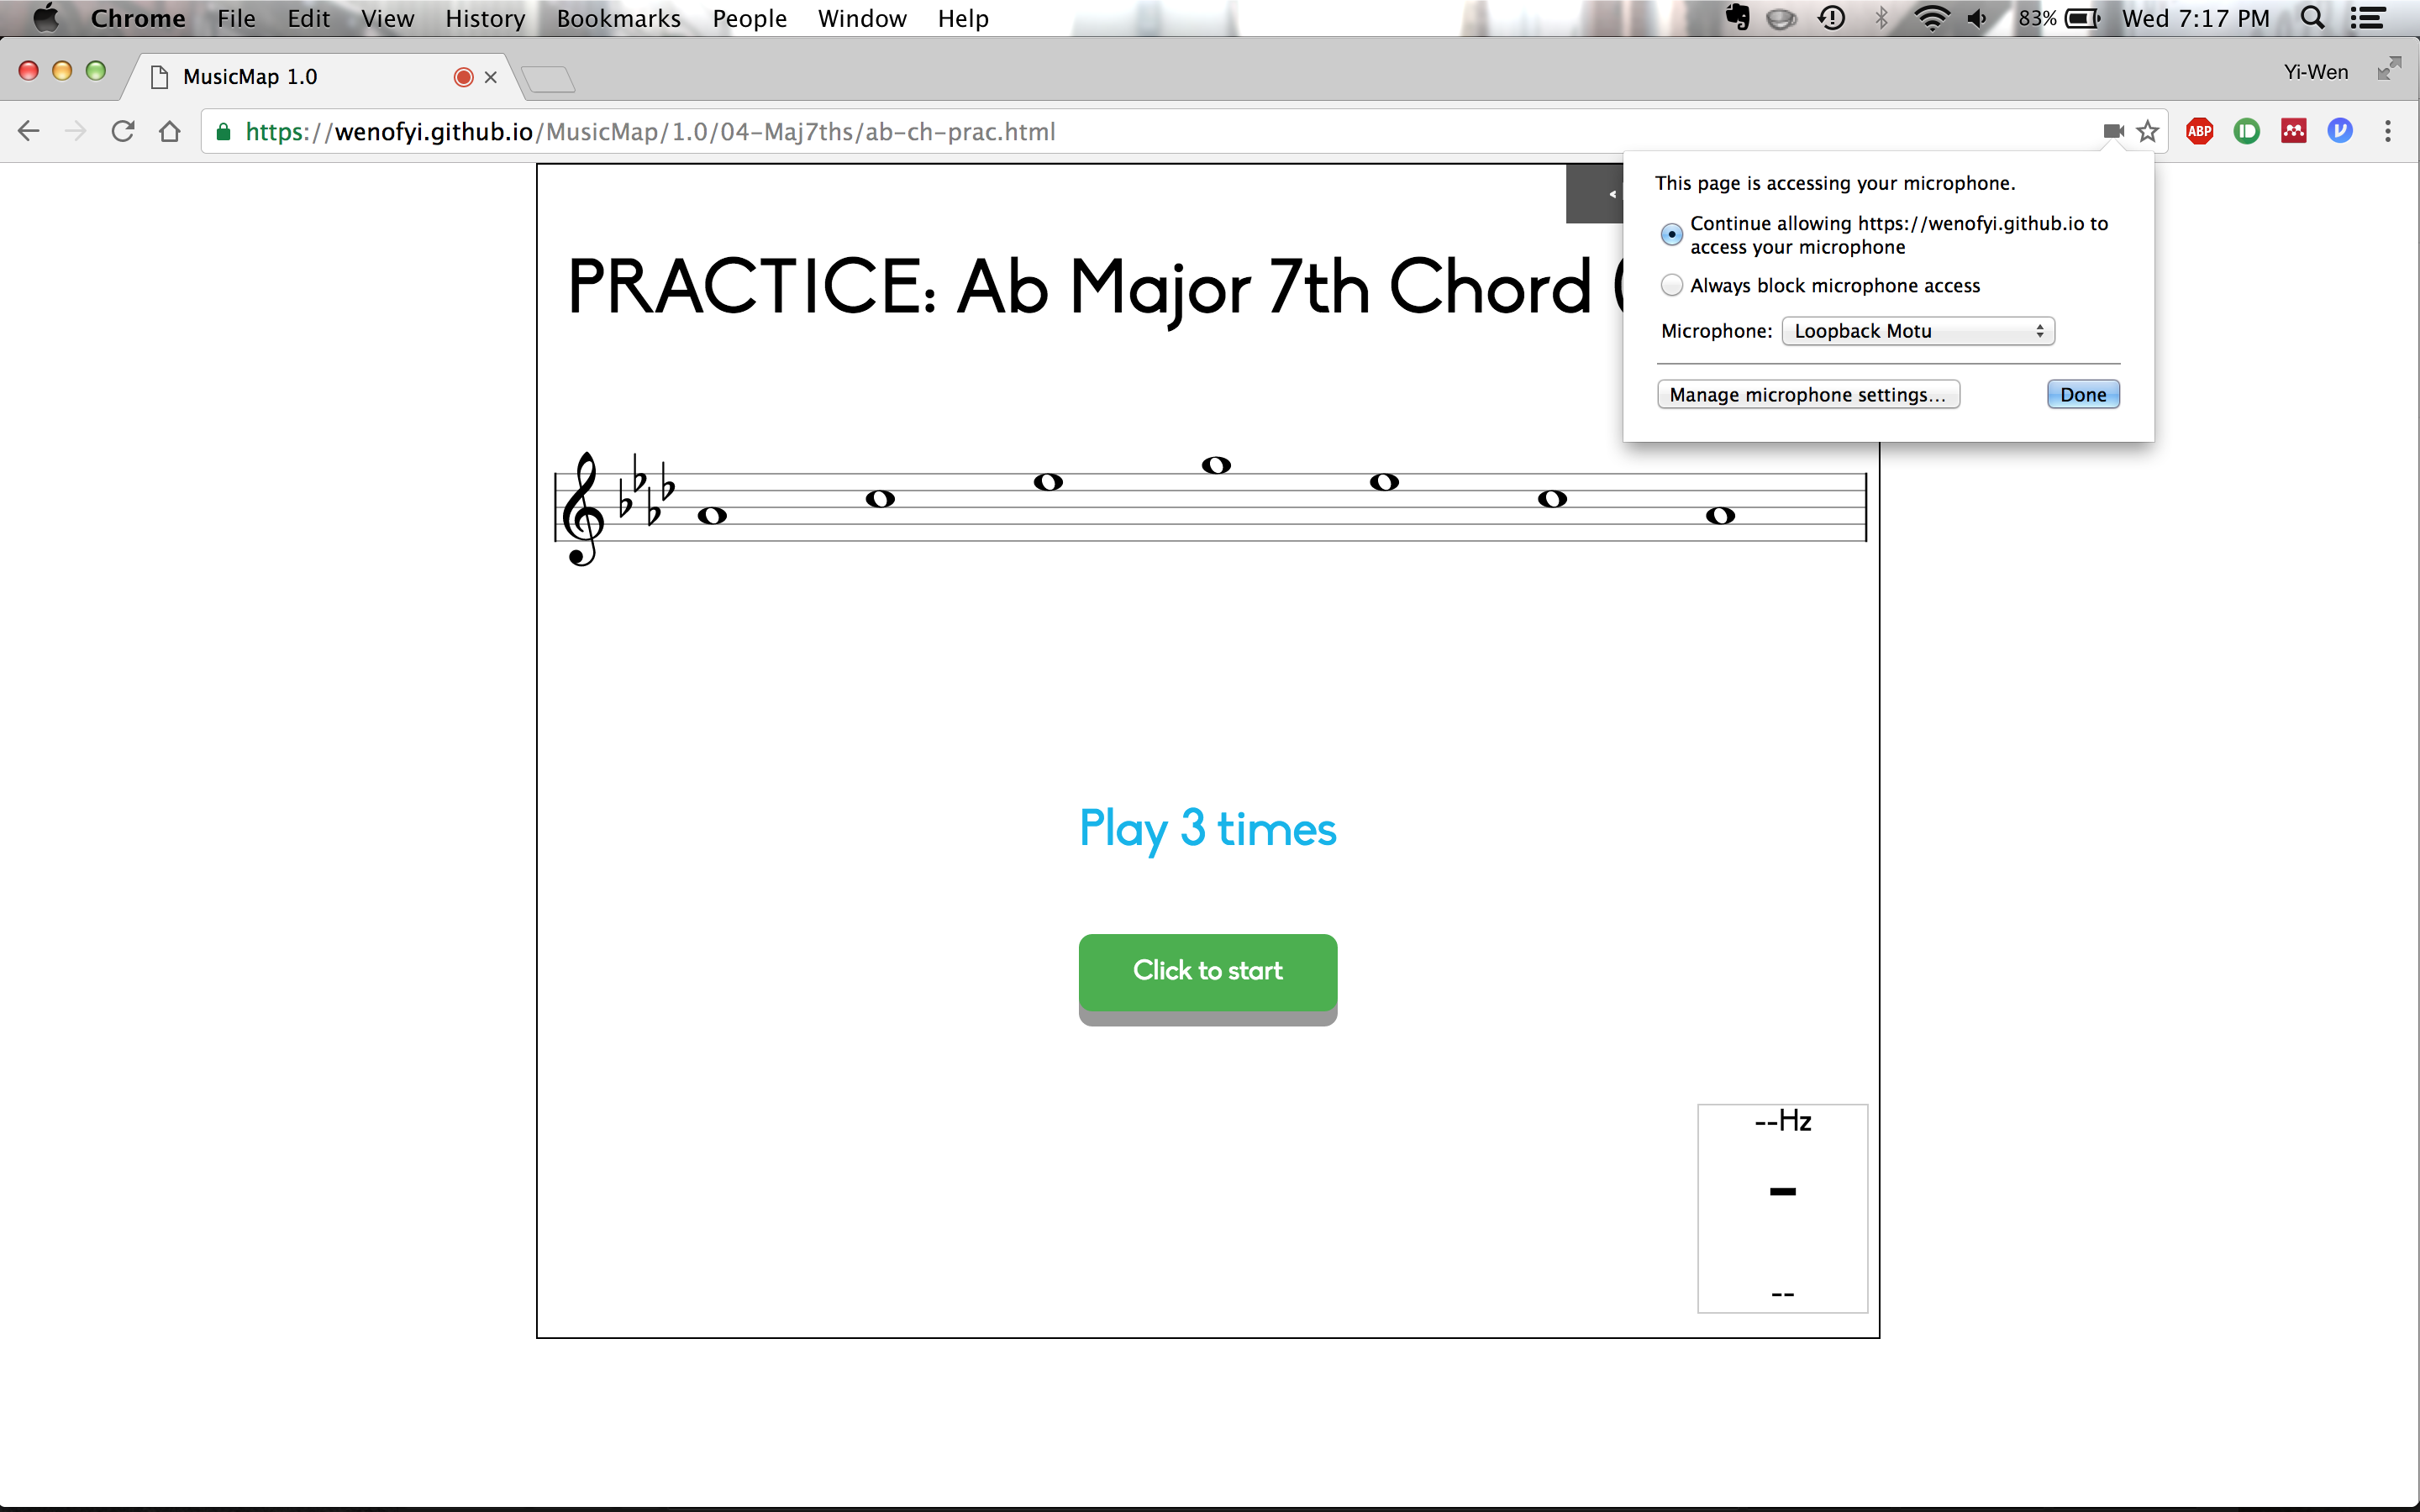 Chrome File Edit View History Bookmarks People Window Help 83% Wed 7:17 PM
MusicMap 1.0
Yi-Wen
https://wenofyi.github.io/MusicMap/1.0/04-Maj7ths/ab-ch-prac.html
ABP
This page is accessing your microphone.
Continue allowing https://wenofyi.github.io to
access your microphone
Always block microphone access
Microphone: Loopback Motu
Manage microphone settings...
Done
<
PRACTICE: Ab Major 7th Chord (
Play 3 times
Click to start
--Hz
–
--